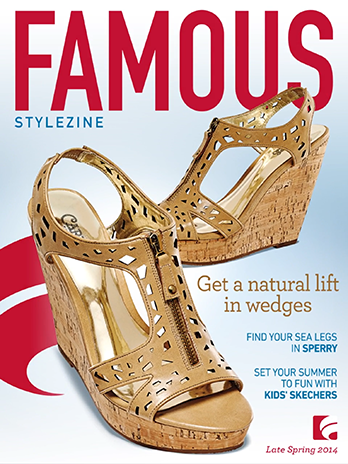 FAMOUS
STYLEZINE
Get a natural lift
in wedges
FIND YOUR SEA LEGS
IN SPERRY
SET YOUR SUMMER
TO FUN WITH
KIDS' SKECHERS
Late Spring 2014